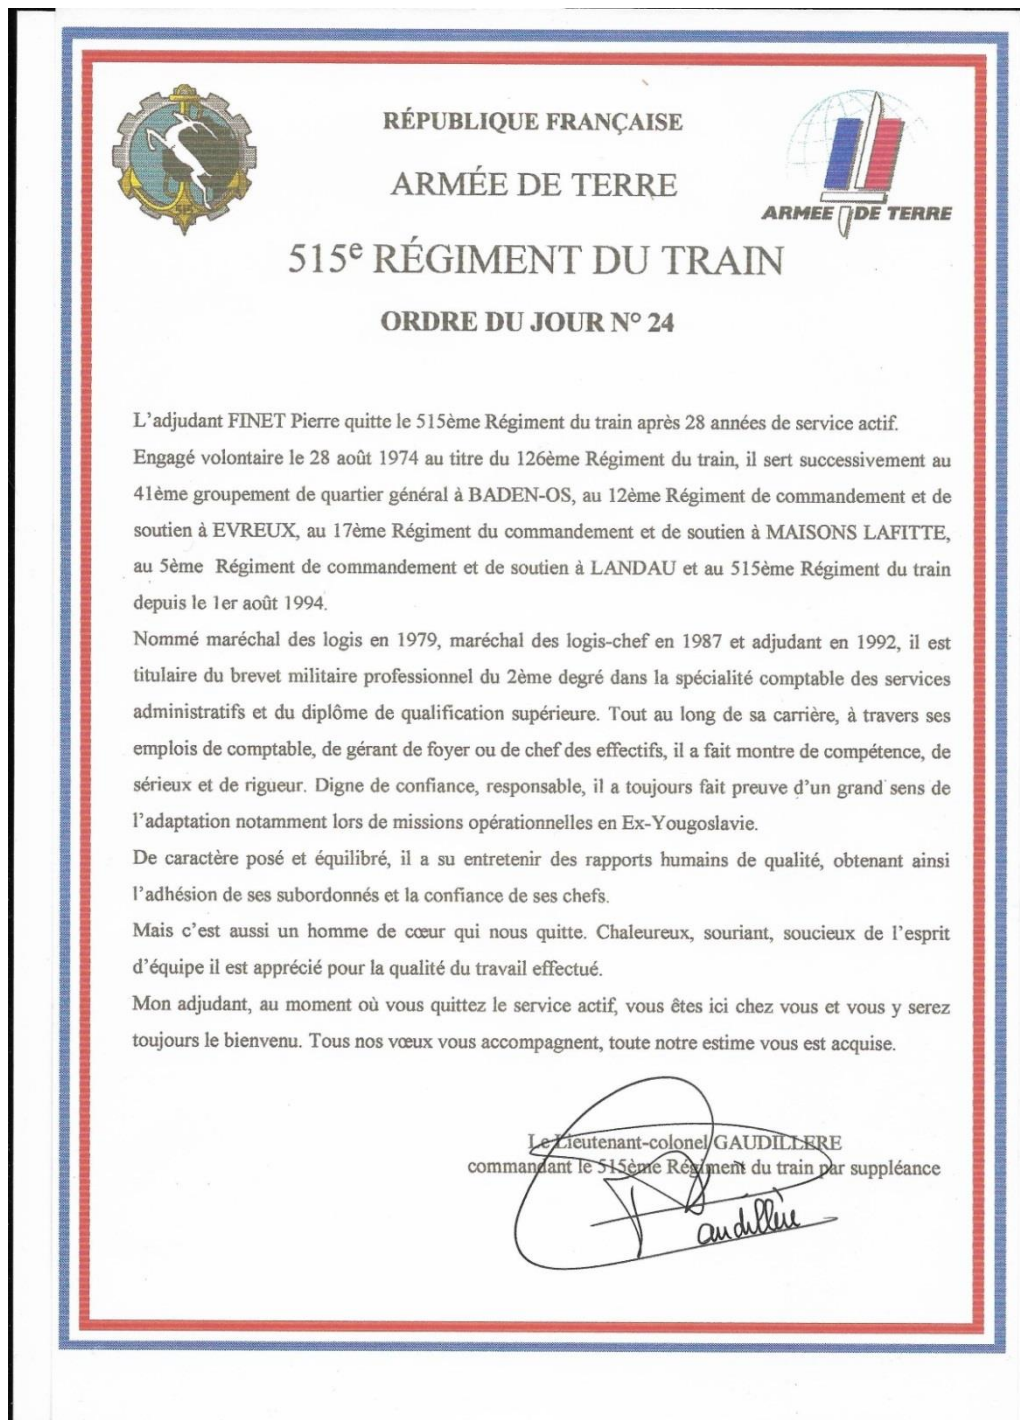 RÉPUBLIQUE FRANÇAISE
ARMÉE DE TERRE
ARMEE DE TERRE
515e RÉGIMENT DU TRAIN
ORDRE DU JOUR N° 24
L'adjudant FINET Pierre quitte le 515ème Régiment du train après 28 années de service actif.
Engagé volontaire le 28 août 1974 au titre du 126ème Régiment du train, il sert successivement au
41ème groupement de quartier général à BADEN-OS, au 12ème Régiment de commandement et de
soutien à EVREUX, au 17ème Régiment du commandement et de soutien à MAISONS LAFITTE,
au 5ème Régiment de commandement et de soutien à LANDAU et au 515ème Régiment du train
depuis le 1er août 1994.
Nommé maréchal des logis en 1979, maréchal des logis-chef en 1987 et adjudant en 1992, il est
titulaire du brevet militaire professionnel du 2ème degré dans la spécialité comptable des services
administratifs et du diplôme de qualification supérieure. Tout au long de sa carrière, à travers ses
emplois de comptable, de gérant de foyer ou de chef des effectifs, il a fait montre de compétence, de
sérieux et de rigueur. Digne de confiance, responsable, il a toujours fait preuve d'un grand sens de
l'adaptation notamment lors de missions opérationnelles en Ex-Yougoslavie.
De caractère posé et équilibré, il a su entretenir des rapports humains de qualité, obtenant ainsi
l'adhésion de ses subordonnés et la confiance de ses chefs.
Mais c'est aussi un homme de cœur qui nous quitte. Chaleureux, souriant, soucieux de l'esprit
d'équipe il est apprécié pour la qualité du travail effectué.
Mon adjudant, au moment où vous quittez le service actif, vous êtes ici chez vous et vous y serez
toujours le bienvenu. Tous nos vœux vous accompagnent, toute notre estime vous est acquise.
Le Lieutenant-colonel GAUDILLERE
commandant le 515ème Régiment du train par suppléance
Gaudillère